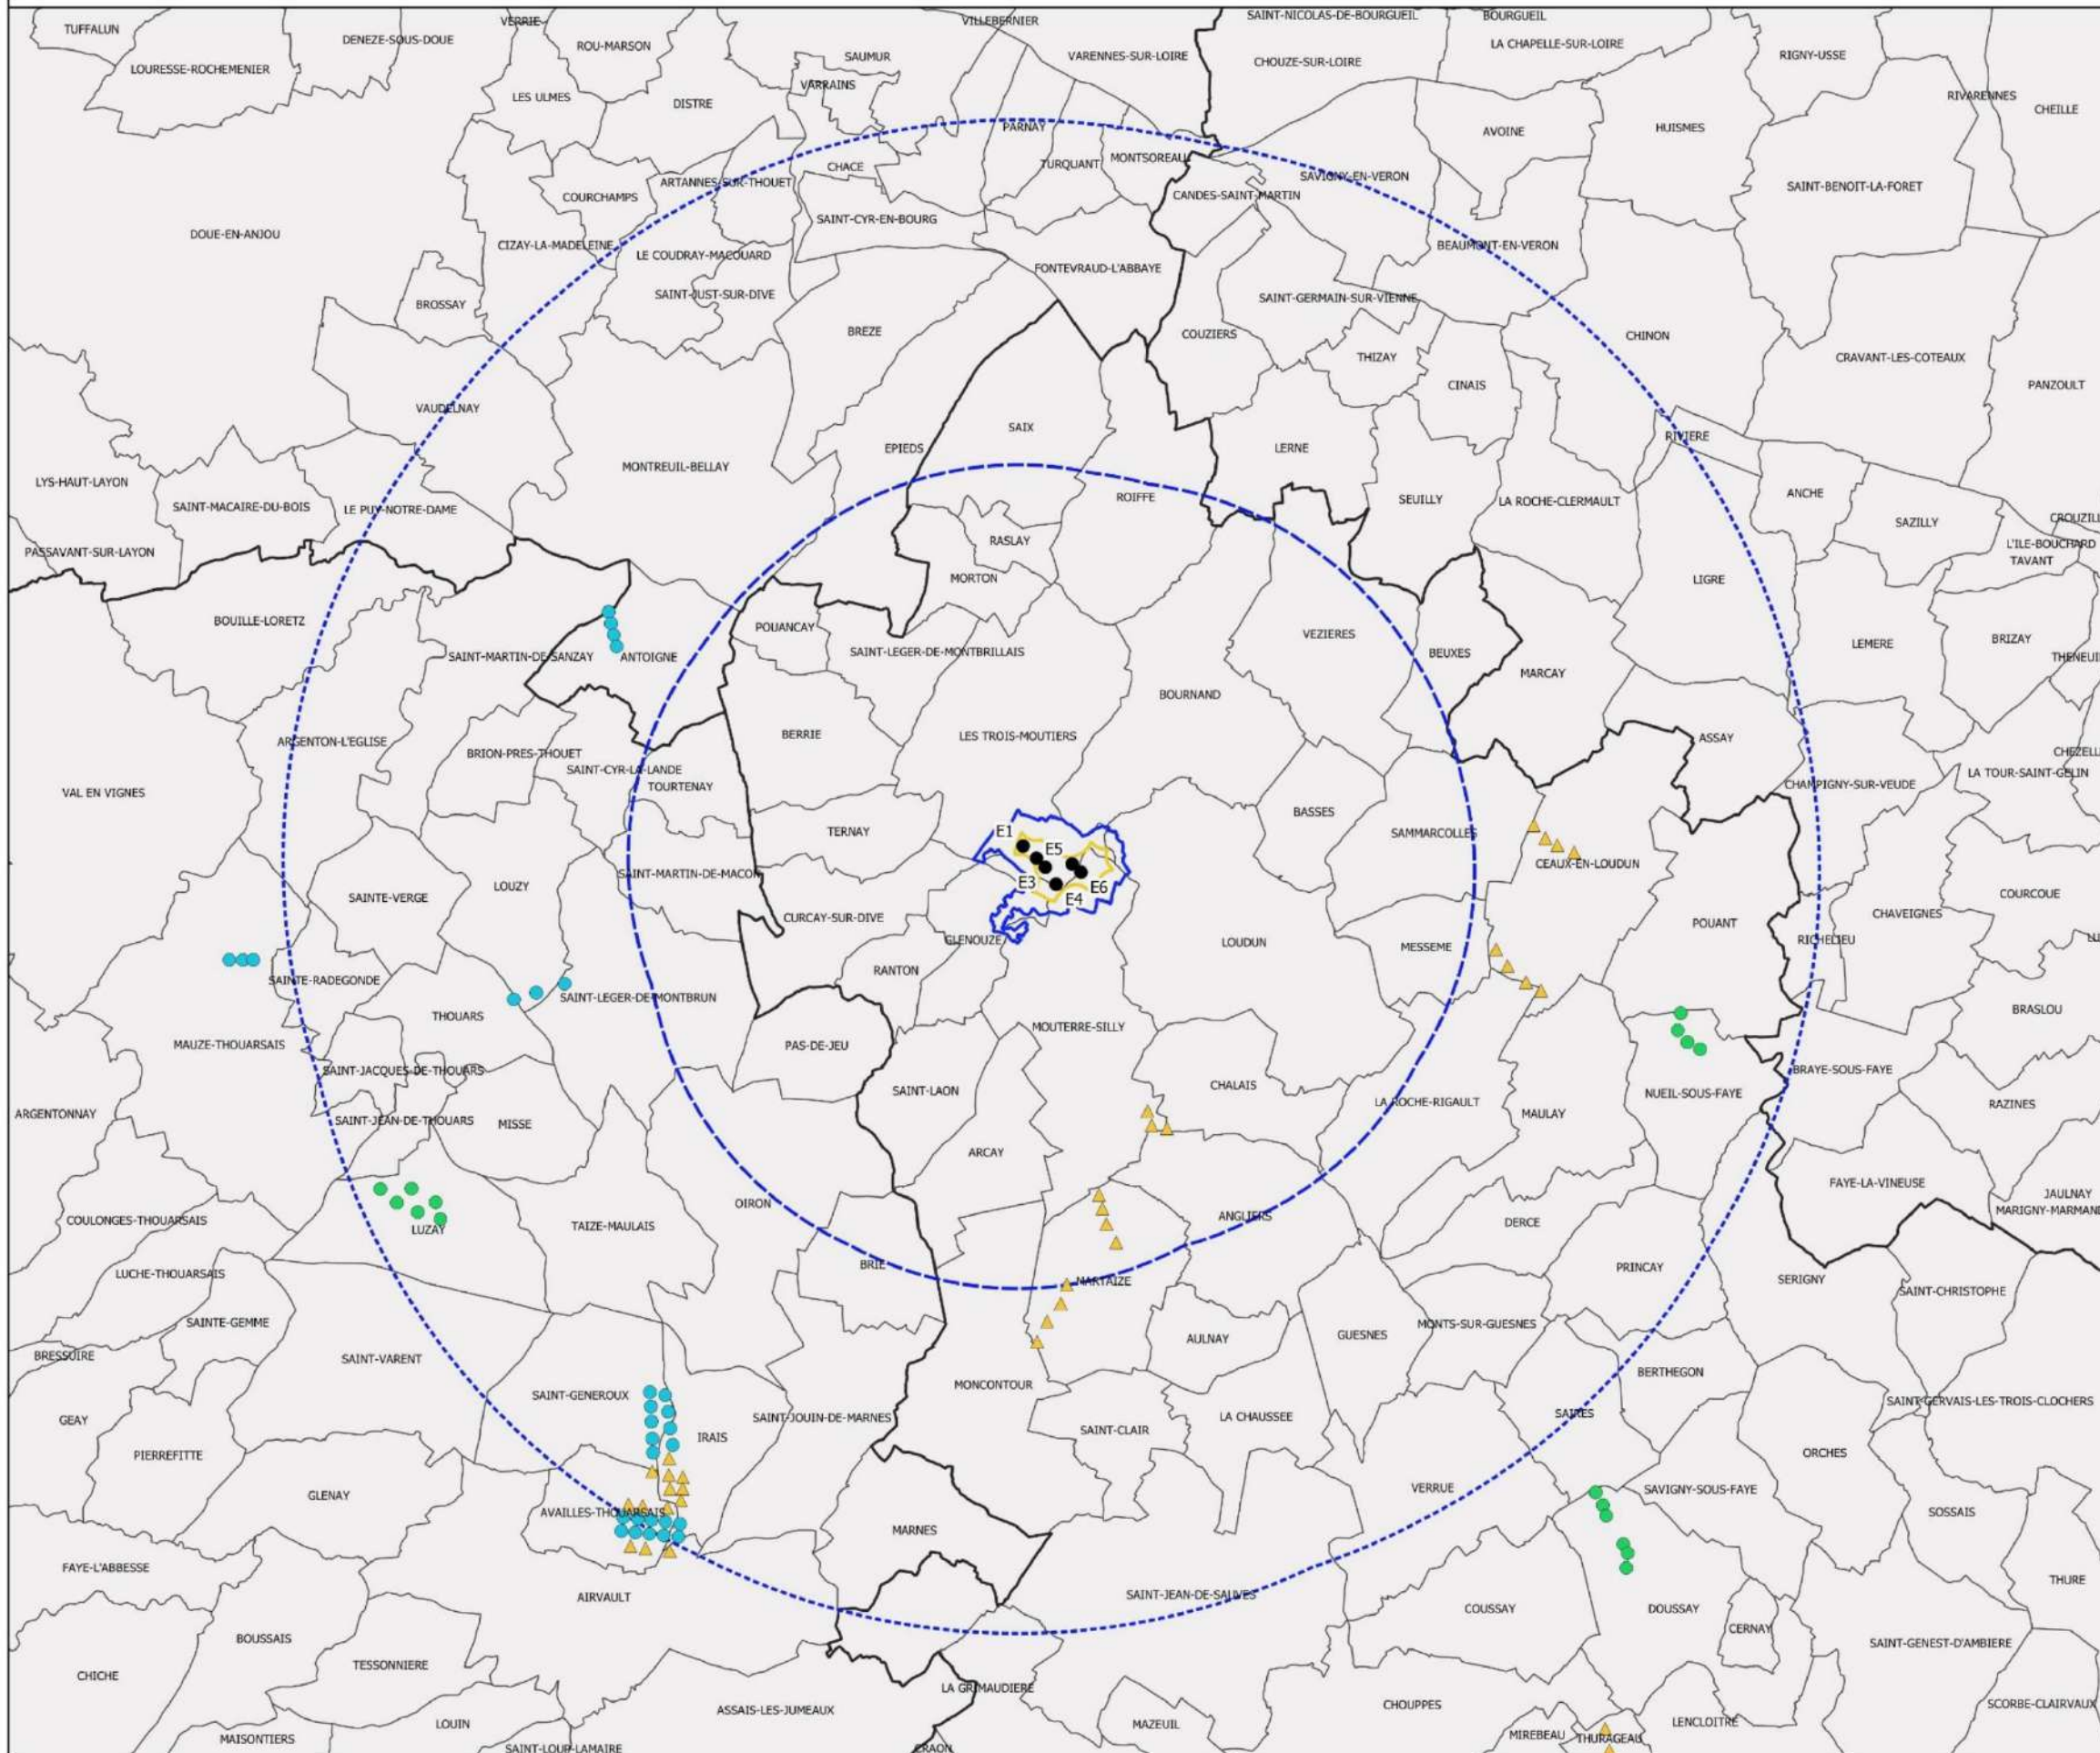 VERRIE
VILLEBERNIER
SAINT-NICOLAS-DE-BOURGUEIL
BOURGUEIL
TUFFALUN
DENEZE-SOUS-DOUE
ROU-MARSON
SAUMUR
VARENNES-SUR-LOIRE
CHOUZE-SUR-LOIRE
LA CHAPELLE-SUR-LOIRE
RIGNY-USSE
LOURESSE-ROCHEMENIER
LES ULMES
DISTRE
VARRAINS
RIVARENNES
CHEILLE
PARNAY
AVOINE
HUISMES
CHACE
TURQUANT
MONTSOREAU
COURCHAMPS
ARTANNES-SUR-THOUET
SAVIGNY-EN-VERON
CANDES-SAINT-MARTIN
SAINT-BENOIT-LA-FORET
DOUE-EN-ANJOU
SAINT-CYR-EN-BOURG
CIZAY-LA-MADELEINE
LE COUDRAY-MACOUARD
BEAUMONT-EN-VERON
FONTEVRAUD-L'ABBAYE
BROSSAY
SAINT-JUST-SUR-DIVE
SAINT-GERMAIN-SUR-VIENNE
BREZE
COUZIERS
CHINON
THIZAY
CRAVANT-LES-COTEAUX
CINAIS
PANZOULT
VAUDELNAY
SAIX
EPIEDS
LERNE
RIVIERE
MONTREUIL-BELLAY
LYS-HAUT-LAYON
ROIFFE
SEUILLY
LA ROCHE-CLERMAULT
ANCHE
SAINT-MACAIRE-DU-BOIS
LE PUY-NOTRE-DAME
SAZILLY
CROUZILL
RASLAY
L'ILE-BOUCHARD
PASSAVANT-SUR-LAYON
TAVANT
MORTON
LIGRE
BOUILLE-LORETZ
POUANCAY
VEZIERES
BRIZAY
LEMERE
SAINT-MARTIN-DE-SANZAY
ANTOIGNE
SAINT-LEGER-DE-MONTBRILLAIS
BEUXES
THENEUIL
MARCAY
BOURNAND
ARGENTON-L'EGLISE
BERRIE
LES TROIS-MOUTIERS
ASSAY
BRION-PRES-THOUET
CHEZELL
SAINT-CYR-LA-LANDE
LA TOUR-SAINT-GELIN
VAL EN VIGNES
TOURTENAY
CHAMPIGNY-SUR-VEUDE
BASSES
TERNAY
E1
SAMMARCOLLES
E5
CEAUX-EN-LOUDUN
SAINT-MARTIN-DE-MACON
E3
E6
LOUZY
SAINTE-VERGE
E4
COURCOUE
CURCAY-SUR-DIVE
POUANT
CHAVEIGNES
GLENOUZE
LOUDUN
MESSEME
RICHELIEU
LU
RANTON
SAINTE-RADEGONDE
SAINT-LEGER-DE-MONTBRUN
BRASLOU
THOUARS
MOUTERRE-SILLY
MAUZE-THOUARSAIS
PAS-DE-JEU
SAINT-JACQUES-DE-THOUARS
BRAYE-SOUS-FAYE
SAINT-LAON
CHALAIS
NUEIL-SOUS-FAYE
ARGENTONNAY
LA ROCHE-RIGAULT
MAULAY
RAZINES
SAINT-JEAN-DE-THOUARS
MISSE
ARCAY
FAYE-LA-VINEUSE
JAULNAY
OIRON
MARIGNY-MARMAND
COULONGES-THOUARSAIS
LUZAY
TAIZE-MAULAIS
ANGLIERS
DERCE
BRIE
PRINCAY
LUCHE-THOUARSAIS
MARTAIZE
SERIGNY
SAINT-CHRISTOPHE
SAINTE-GEMME
AULNAY
GUESNES
MONTS-SUR-GUESNES
BRESSUIRE
SAINT-VARENT
BERTHEGON
MONCONTOUR
SAINT-GENEROUX
SAINT-GERVAIS-LES-TROIS-CLOCHERS
GEAY
SAINT-JOUIN-DE-MARNES
LA CHAUSSEE
SAIRES
SAINT-CLAIR
IRAIS
PIERREFITTE
ORCHES
GLENAY
VERRUE
SAVIGNY-SOUS-FAYE
AVAILLES-THOUARSAIS
SOSSAIS
MARNES
FAYE-L'ABBESSE
THURE
AIRVAULT
SAINT-JEAN-DE-SAUVES
COUSSAY
DOUSSAY
CERNAY
BOUSSAIS
SAINT-GENEST-D'AMBIERE
TESSONNIERE
CHICHE
LA GRIMAUDIERE
CHOUPPES
SCORBE-CLAIRVAUX
ASSAIS-LES-JUMEAUX
LOUIN
MAZEUIL
LENCLOITRE
MAISONTIERS
MIREBEAU
THURAGEAU
SAINT-LOUP-LAMAIRE
CRAON